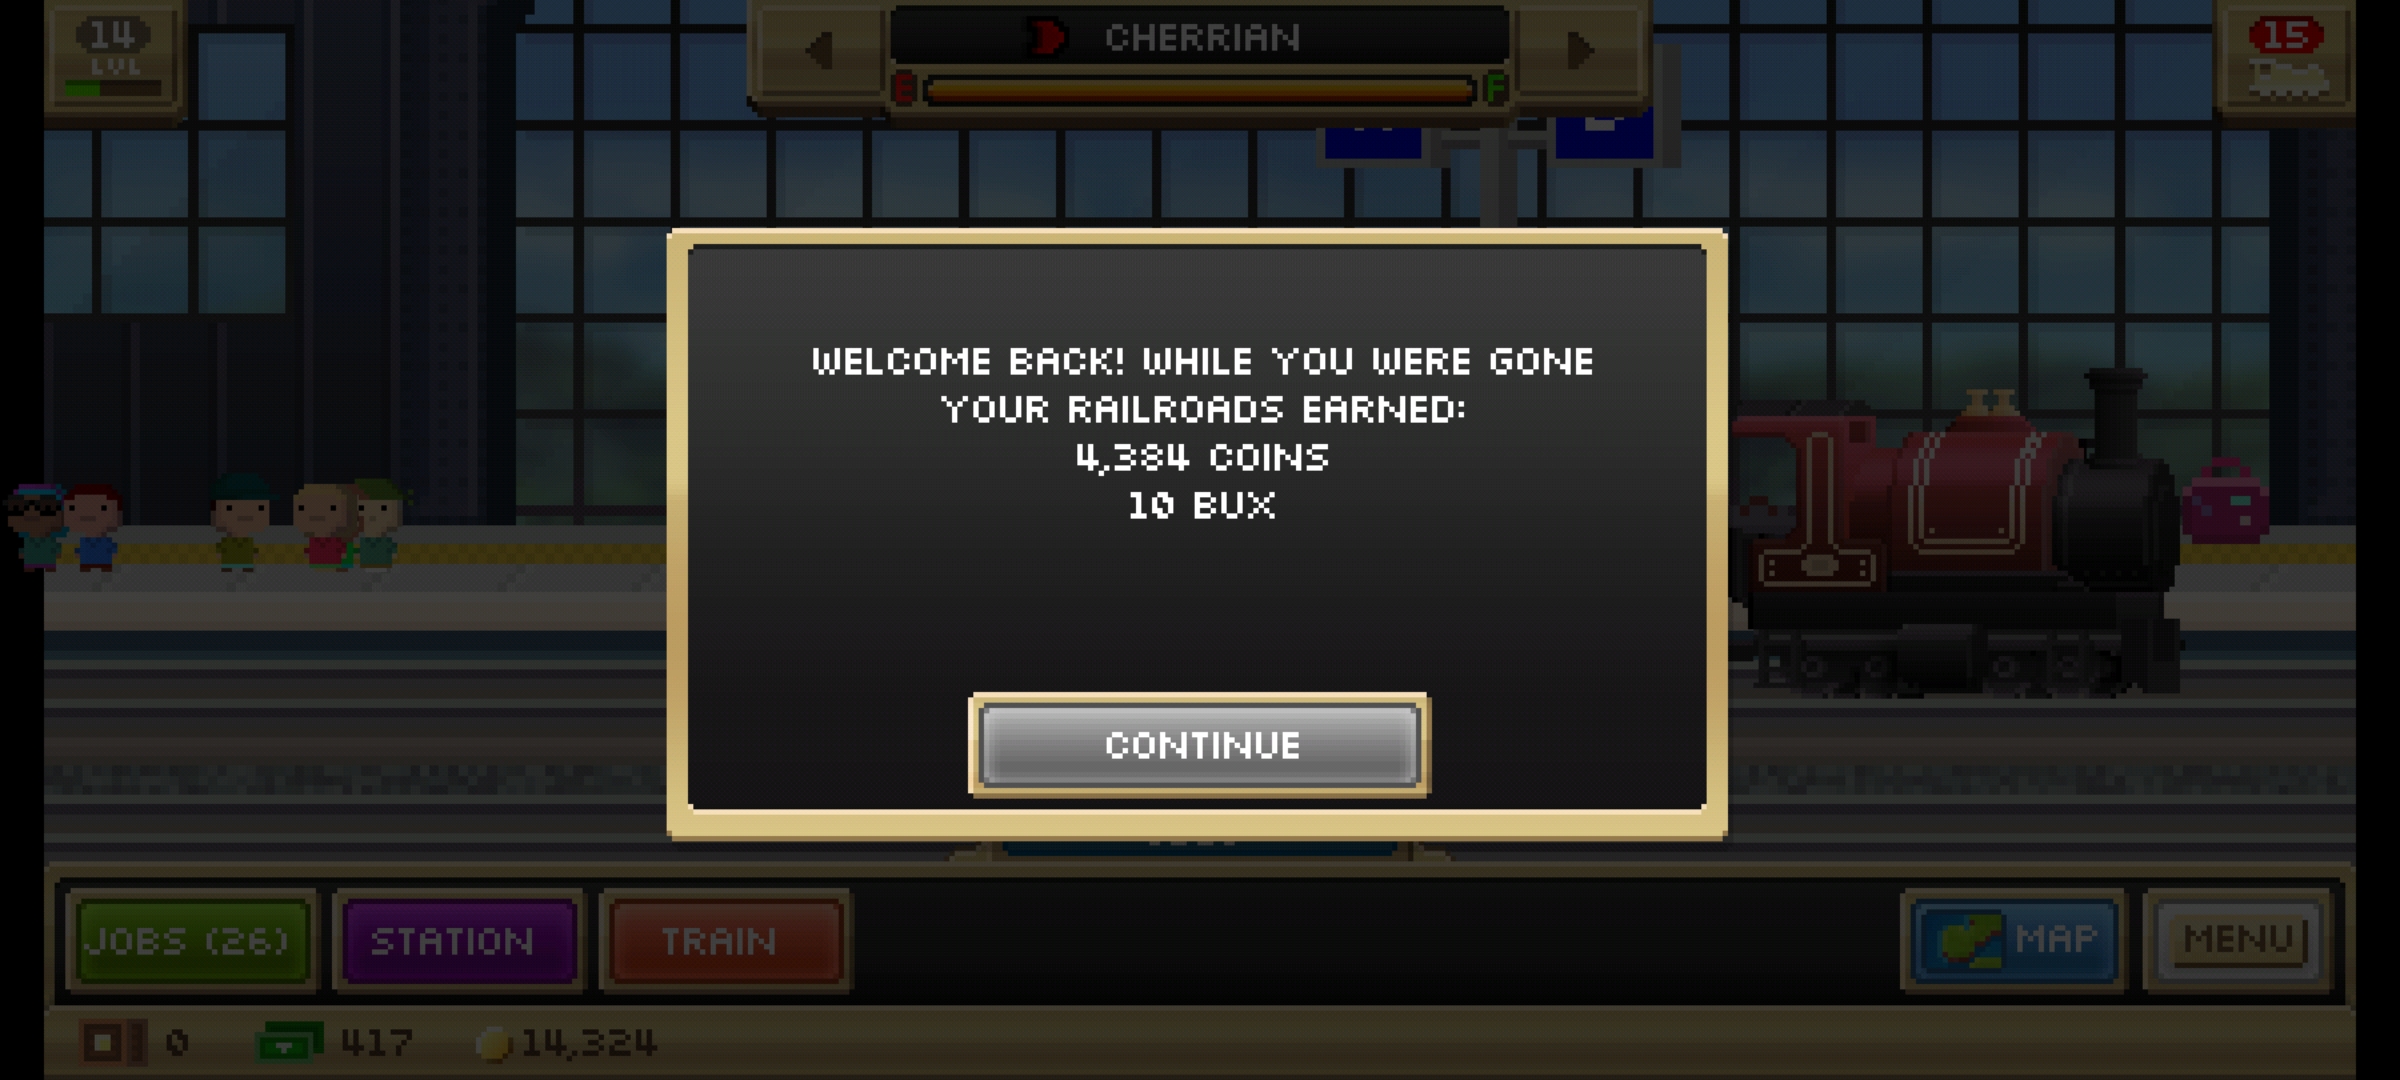 14
LVL
CHERRIAN
E
F
15
WELCOME BACK! WHILE YOU WERE GONE
YOUR RAILROADS EARNED:
4,384 COINS
10 BUX
CONTINUE
JOBS (26)
STATION
TRAIN
MAP
MENU
0
417
14,324